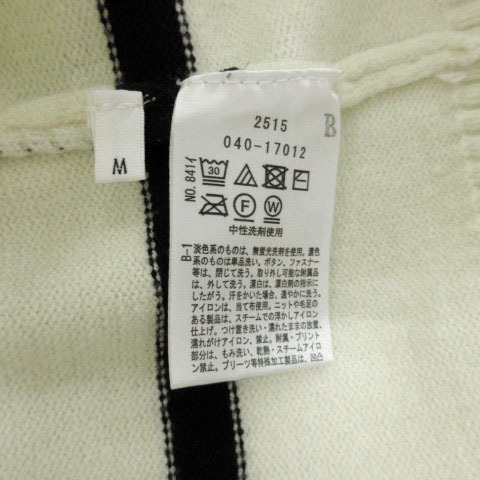 M
2515
B
040-17012
NO. 841イ
30
F
W
中性洗剤使用
B-1
淡色系のものは、無蛍光洗剤を使用。濃色
系のものは単品洗い。ボタン、ファスナー
等は、閉じて洗う。取り外し可能な附属品
は、外して洗う。漂白は、漂白剤の指示に
したがう。汗をかいた場合、速やかに洗う。
アイロンは、当て布使用。ニットや毛足の
ある製品は、スチームでの浮かしアイロン
仕上げ。つけ置き洗い・濡れたままの放置、
濡れがけアイロン、禁止。附属・プリント
部分は、もみ洗い、乾熱・スチームアイロ
ン禁止。プリーツ等特殊加工製品は、